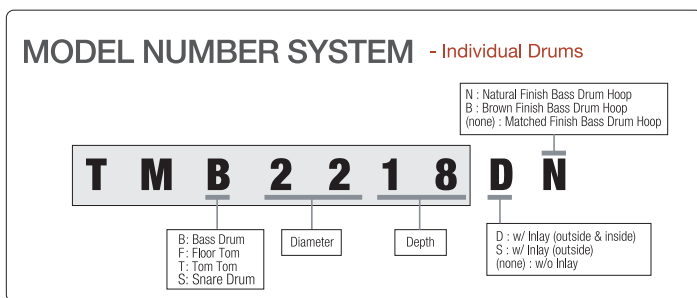 MODEL NUMBER SYSTEM - Individual Drums
N : Natural Finish Bass Drum Hoop
B : Brown Finish Bass Drum Hoop
(none) : Matched Finish Bass Drum Hoop
T M B 2 2 1 8 D N
B: Bass Drum
F: Floor Tom
T: Tom Tom
S: Snare Drum
Diameter
Depth
D : w/ Inlay (outside & inside)
S : w/ Inlay (outside)
(none) : w/o Inlay